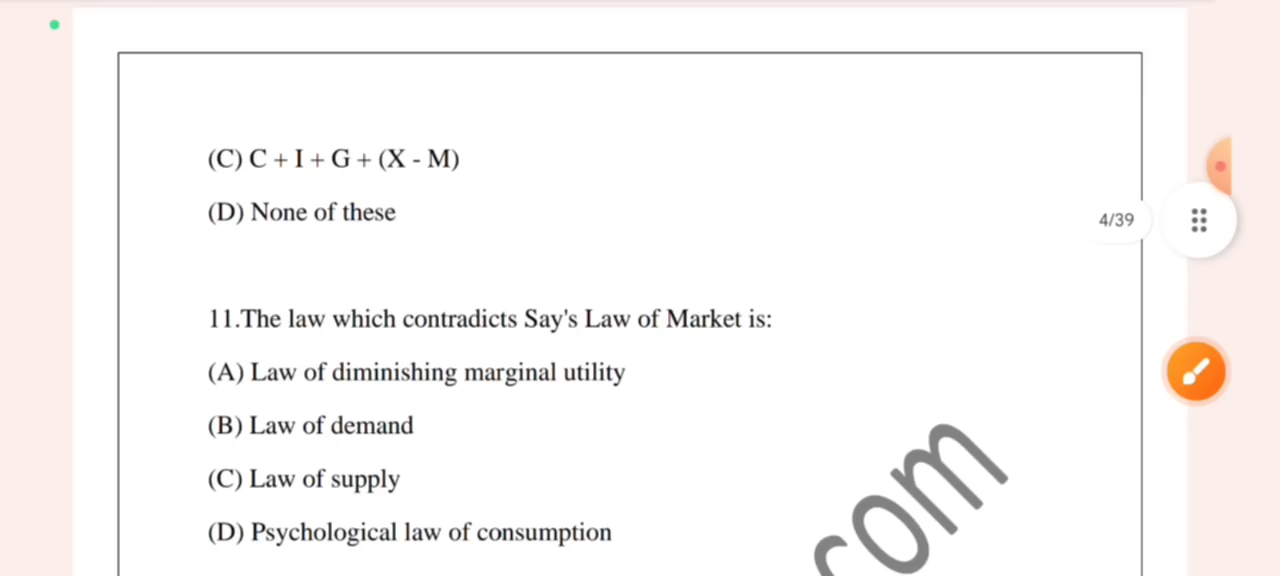 (C) C + I + G + (X - M)
(D) None of these
4/39
11.The law which contradicts Say's Law of Market is:
(A) Law of diminishing marginal utility
(B) Law of demand
(C) Law of supply
(D) Psychological law of consumption
com